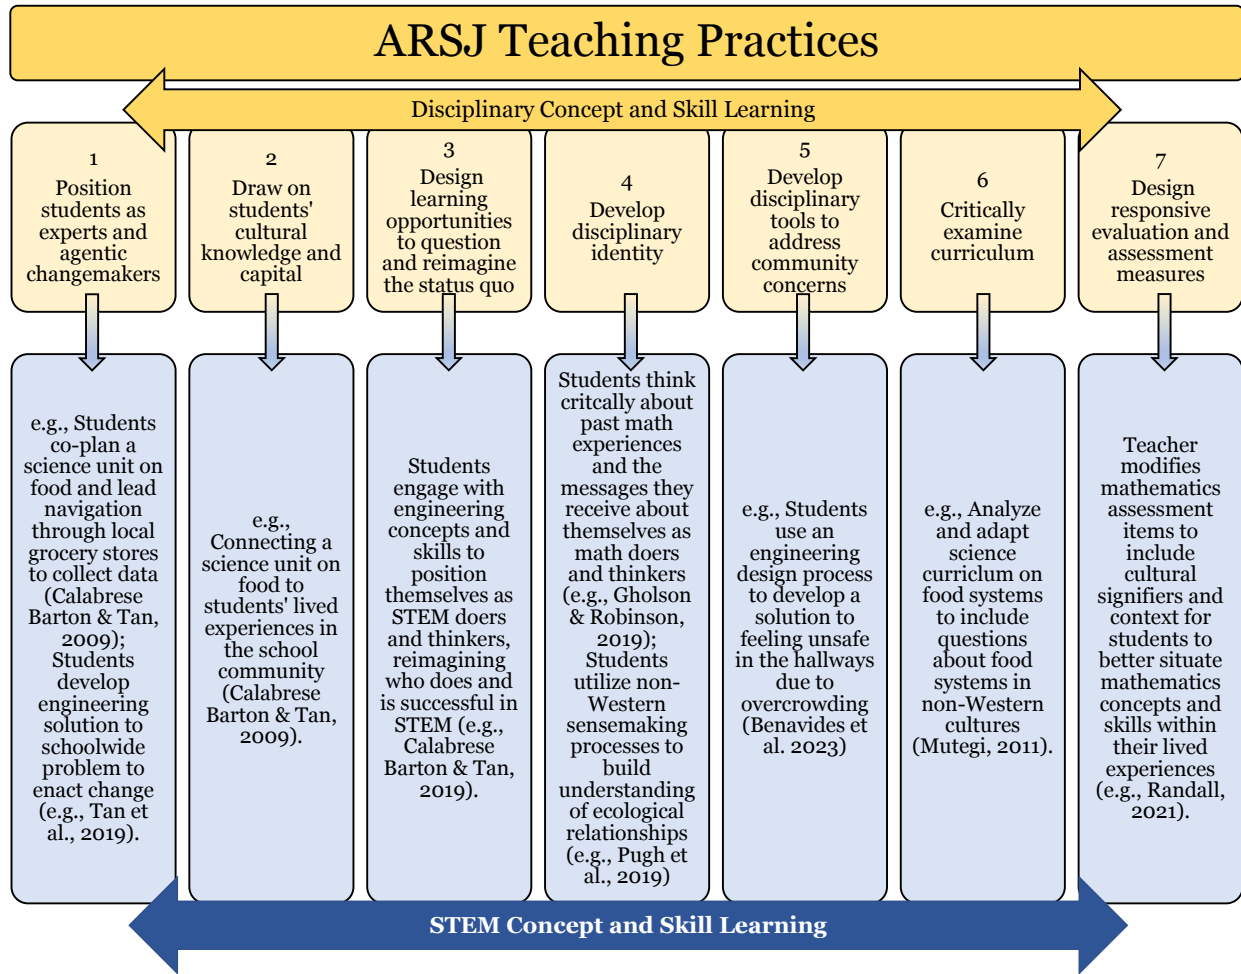 ARSJ Teaching Practices
Disciplinary Concept and Skill Learning
1
Position
students as
experts and
agentic
changemakers
2
Draw on
students'
cultural
knowledge and
capital
3
Design
learning
opportunities
to question
and reimagine
the status quo
4
Develop
disciplinary
identity
5
Develop
disciplinary
tools to
address
community
concerns
6
Critically
examine
curriculum
7
Design
responsive
evaluation and
assessment
measures
e.g., Students
co-plan a
science unit on
food and lead
navigation
through local
grocery stores
to collect data
(Calabrese
Barton & Tan,
2009);
Students
develop
engineering
solution to
schoolwide
problem to
enact change
(e.g., Tan et
al., 2019).
e.g.,
Connecting a
science unit on
food to
students' lived
experiences in
the school
community
(Calabrese
Barton & Tan,
2009).
Students
engage with
engineering
concepts and
skills to
position
themselves as
STEM doers
and thinkers,
reimagining
who does and
is successful in
STEM (e.g.,
Calabrese
Barton & Tan,
2019).
Students think
critcally about
past math
experiences
and the
messages they
receive about
themselves as
math doers
and thinkers
(e.g., Gholson
& Robinson,
2019);
Students
utilize non-
Western
sensemaking
processes to
build
understanding
of ecological
relationships
(e.g., Pugh et
al., 2019)
e.g., Students
use an
engineering
design process
to develop a
solution to
feeling unsafe
in the hallways
due to
overcrowding
(Benavides et
al. 2023)
e.g., Analyze
and adapt
science
curriclum on
food systems
to include
questions
about food
systems in
non-Western
cultures
(Mutegi, 2011).
Teacher
modifies
mathematics
assessment
items to
include
cultural
signifiers and
context for
students to
better situate
mathematics
concepts and
skills within
their lived
experiences
(e.g., Randall,
2021).
STEM Concept and Skill Learning